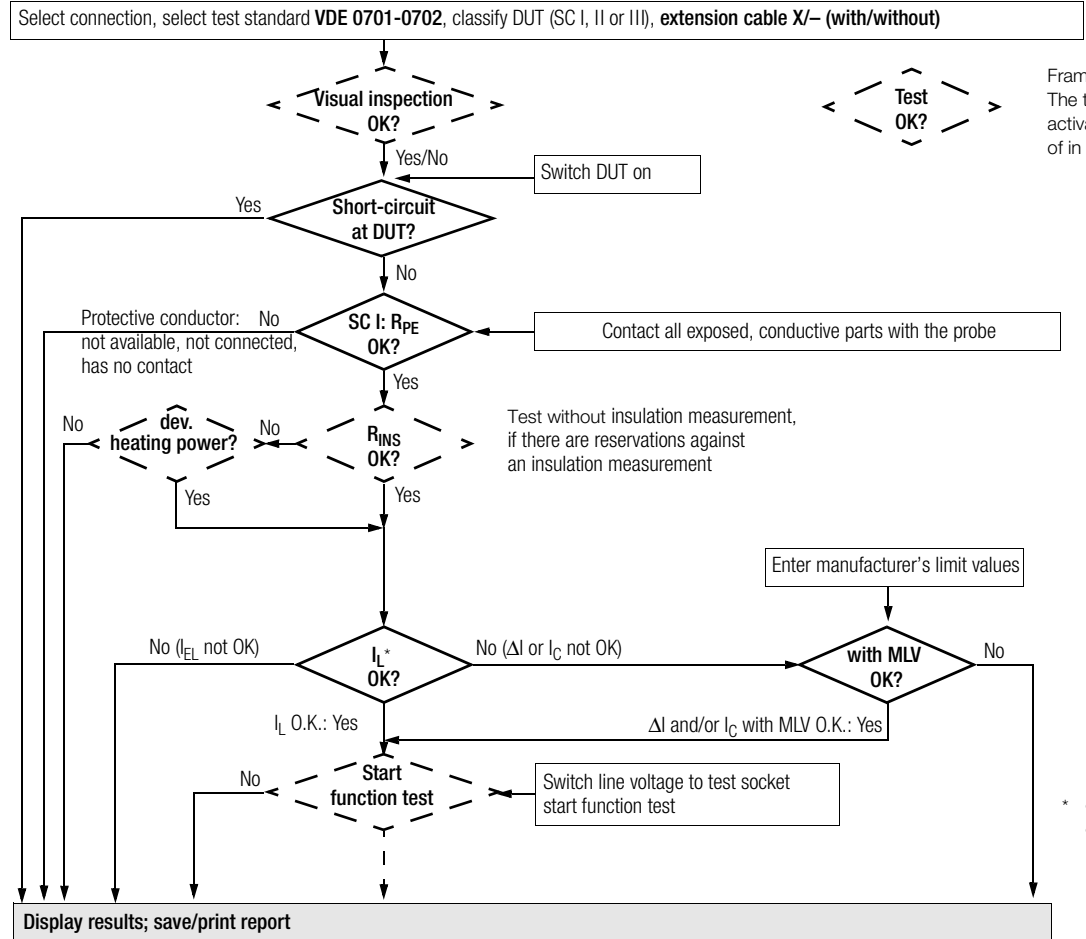 Select connection, select test standard VDE 0701-0702, classify DUT (SC I, II or III), extension cable X/– (with/without)
Visual inspection
OK?
Test
OK?
Fram
The t
activa
of in
Yes/No
Switch DUT on
Yes
Short-circuit
at DUT?
No
Protective conductor:
not available, not connected,
has no contact
No
SC I: RPE
OK?
Contact all exposed, conductive parts with the probe
Yes
No
dev.
heating power?
No
RINS
OK?
Test without insulation measurement,
if there are reservations against
an insulation measurement
Yes
Yes
Enter manufacturer's limit values
No (IEL not OK)
IL*
OK?
No (ΔI or IC not OK)
with MLV
OK?
No
IL O.K.: Yes
ΔI and/or IC with MLV O.K.: Yes
No
Start
function test
Switch line voltage to test socket
start function test
*
Display results; save/print report